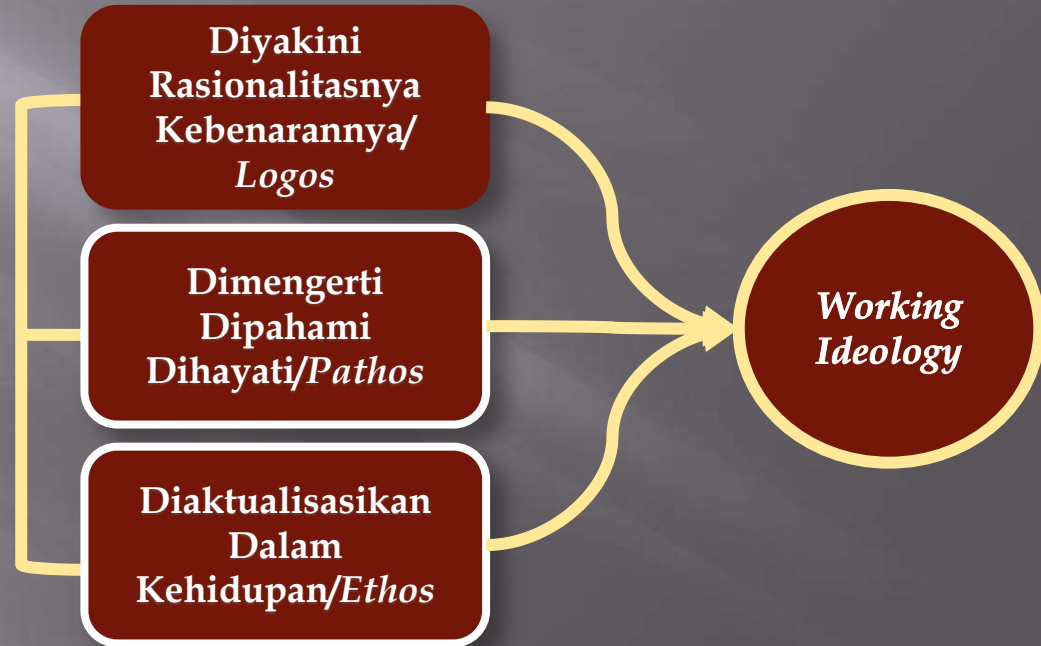 Diyakini
Rasionalitasnya
Kebenarannya/
Logos
Dimengerti
Dipahami
Dihayati/Pathos
Diaktualisasikan
Dalam
Kehidupan/Ethos
Working
Ideology